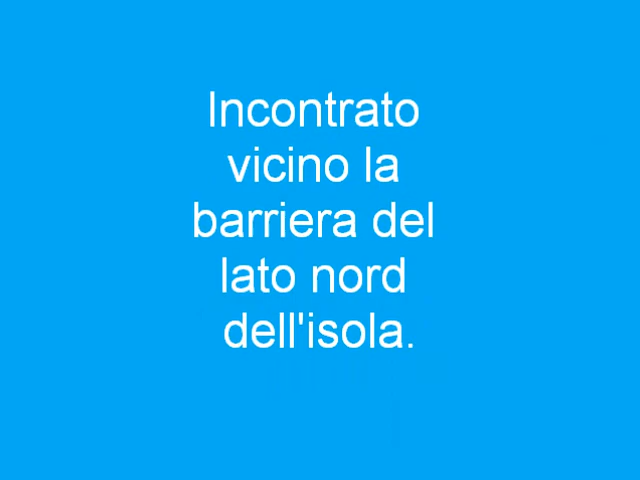 Incontrato
vicino la
barriera del
lato nord
dell'isola.